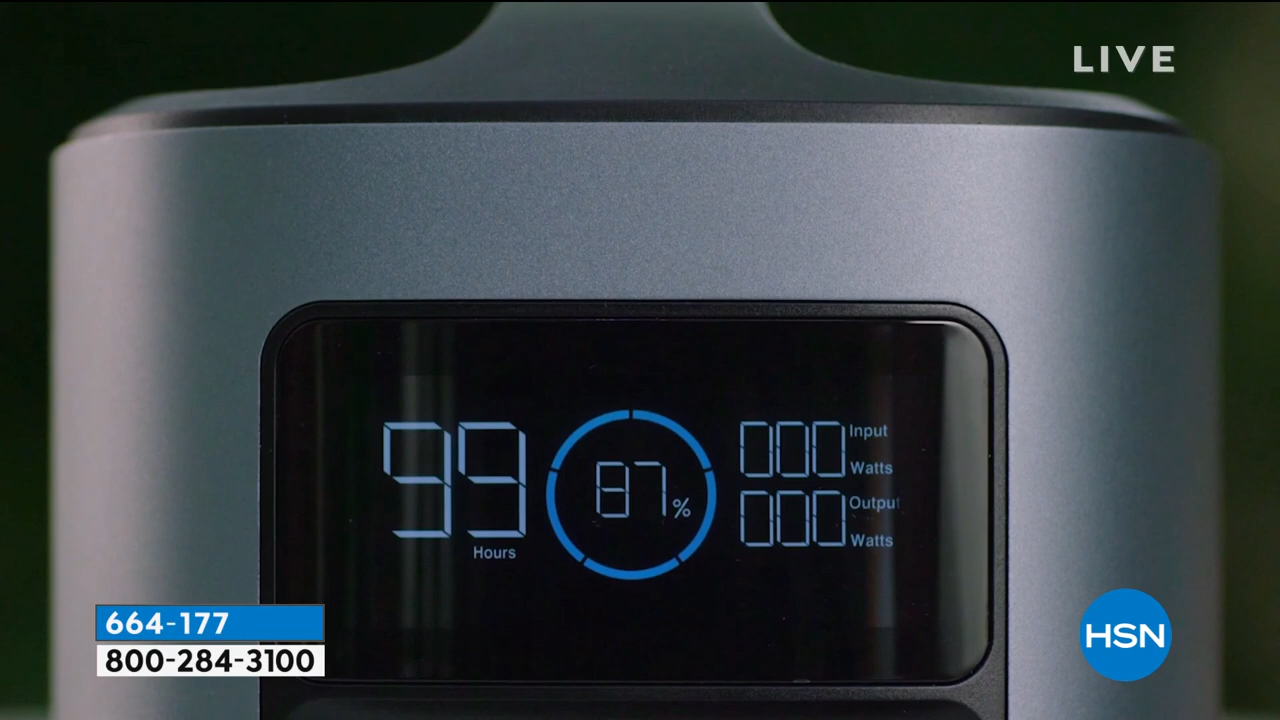 LIVE
99
Hours
87%
000 Input
Watts
000 Output
Watts
664-177
800-284-3100
HSN